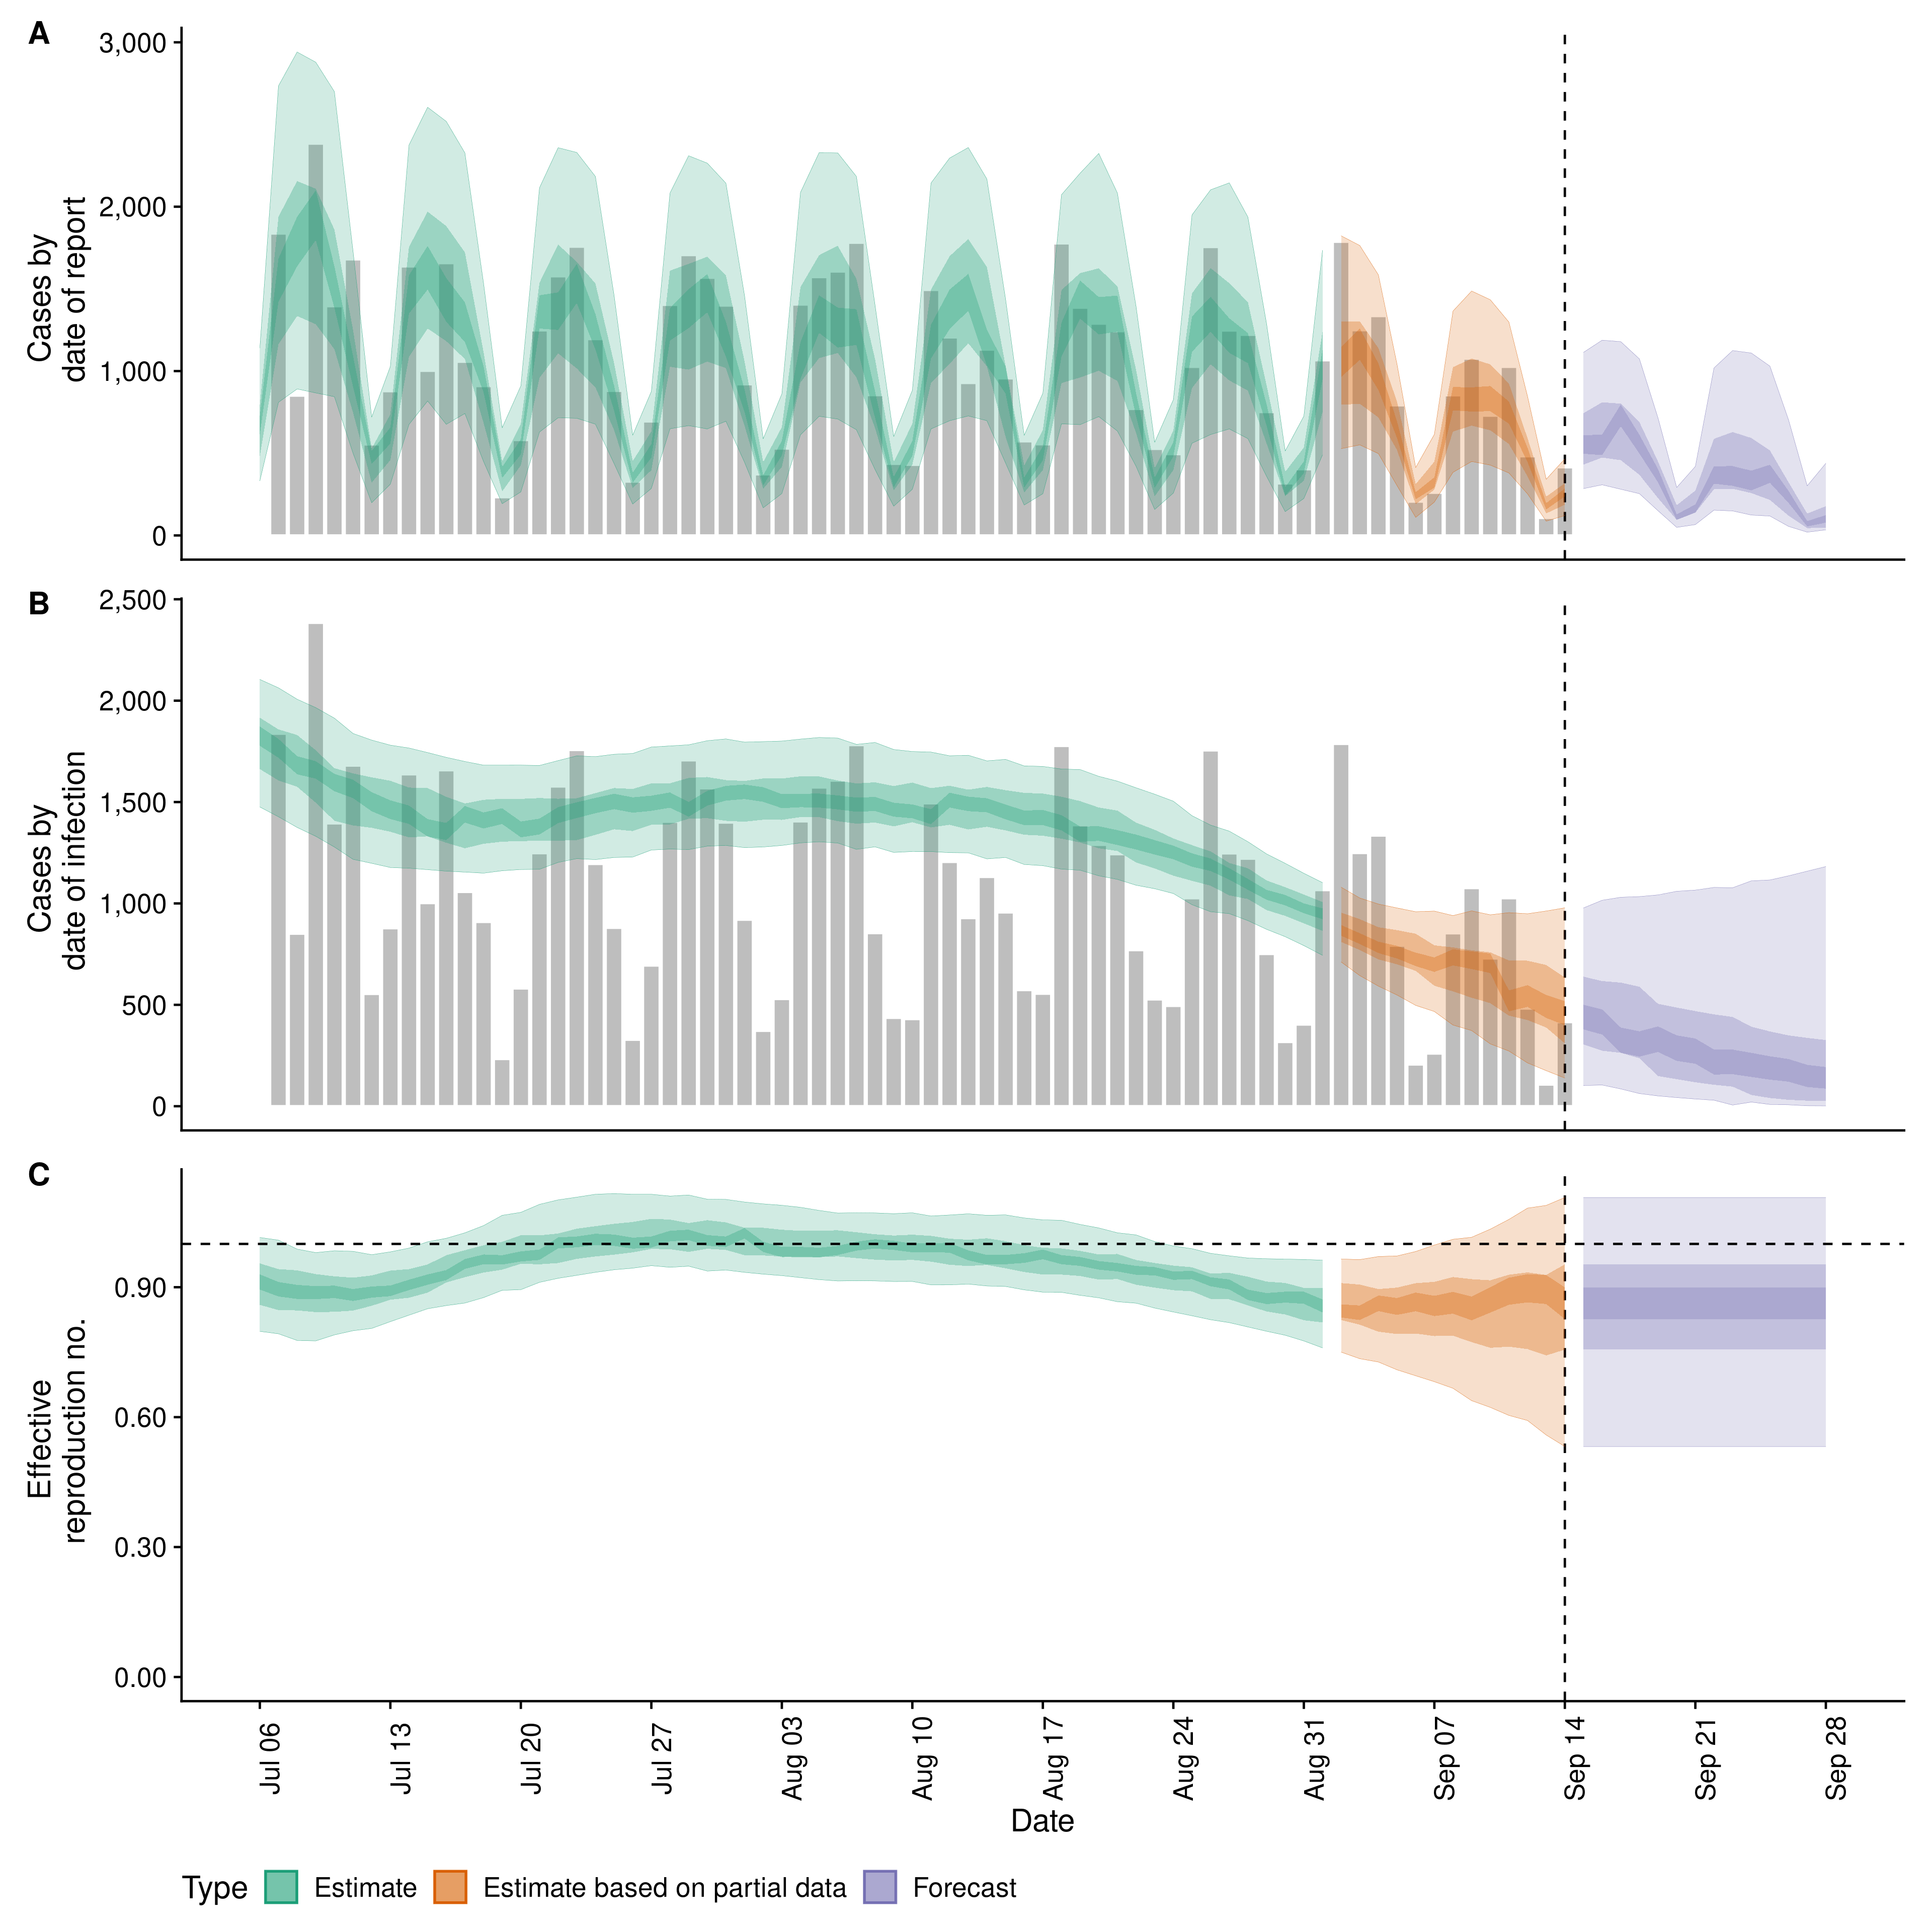 A
3,000
2,000
1,000
0
Cases by
date of report
B
2,500
2,000
1,500
1,000
500
0
Cases by
date of infection
C
0.90
0.60
0.30
0.00
Effective
reproduction no.
Jul 06
Jul 13
Jul 20
Jul 27
Aug 03
Aug 10
Aug 17
Aug 24
Aug 31
Sep 07
Sep 14
Sep 21
Sep 28
Date
Type
Estimate
Estimate based on partial data
Forecast